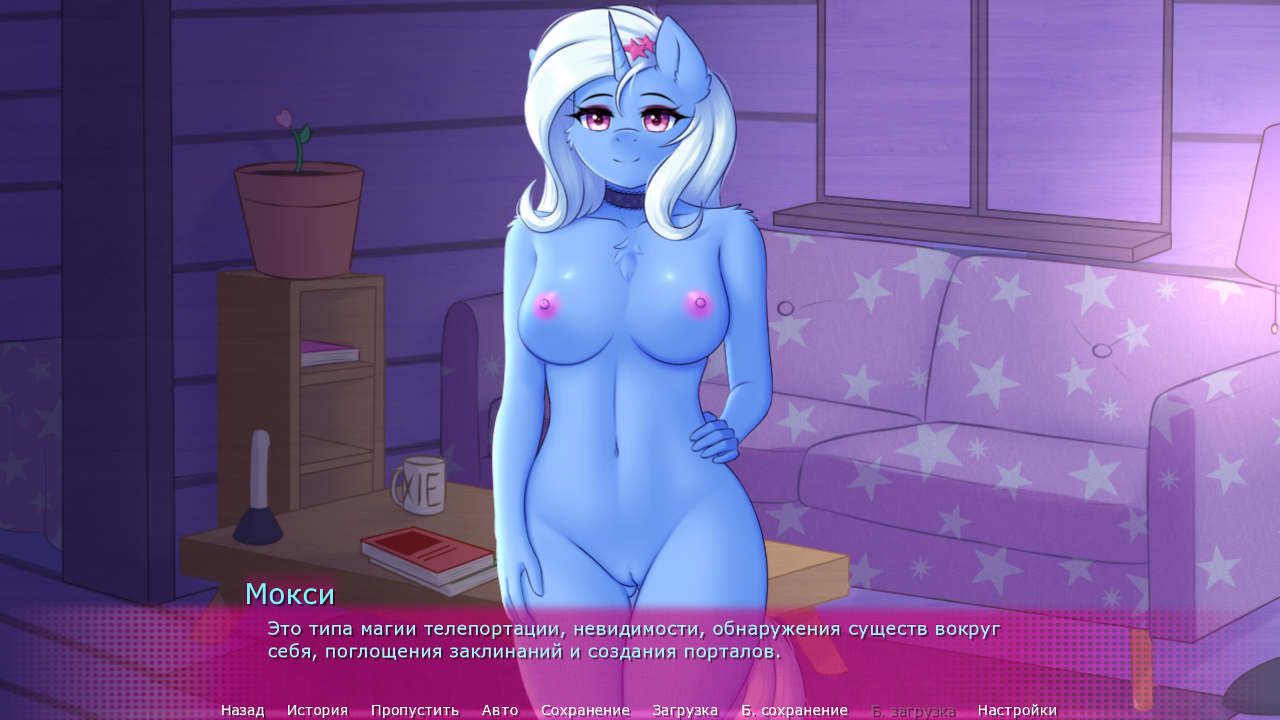 XIE
Мокси
Это типа магии телепортации, невидимости, обнаружения существ вокруг
себя, поглощения заклинаний и создания порталов.
Назад История Пропустить Авто Сохранение Загрузка Б. сохранение Б. загрузка Настройки